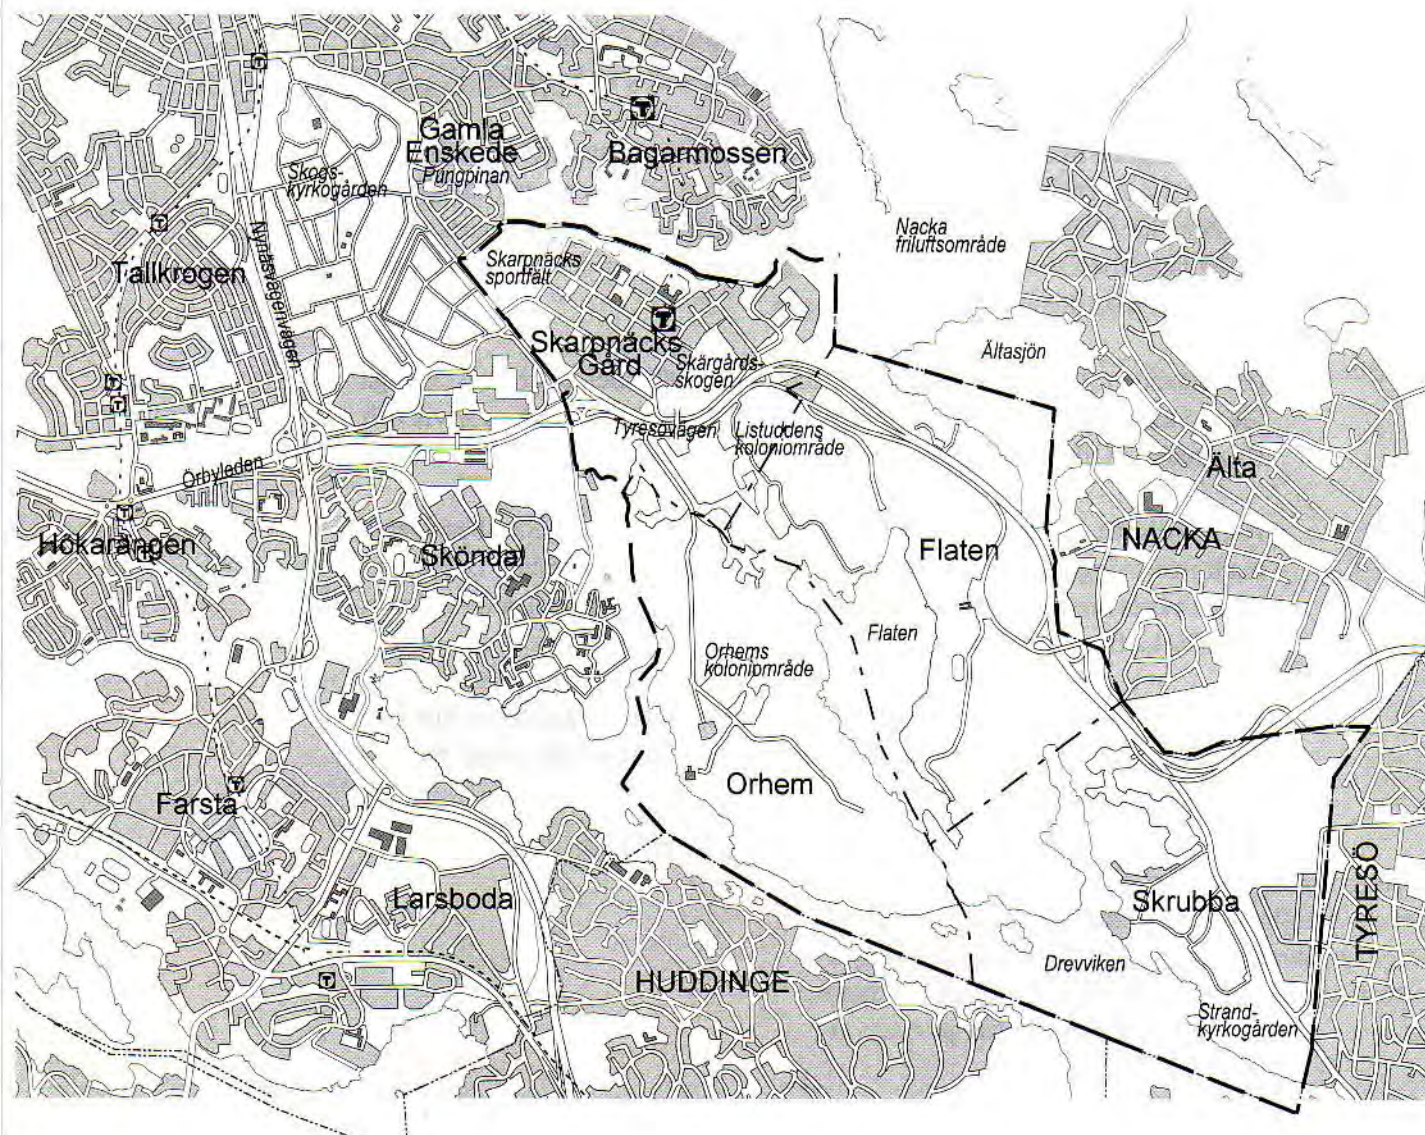 Gamla
Enskede
Pungpinan
Bagarmossen
Skogs-
kyrkogården
Nacka
friluftsområde
Tallkrogen
Nynäsvägenvägen
Skarpnäcks
sportfält
Skarpnäcks
Gård
Skärgårds-
skogen
Ältasjön
Tyresövägen
Listuddens
koloniområde
Örbyleden
Älta
Hökarängen
Sköndal
Flaten
NACKA
Flaten
Orhems
koloniområde
Orhem
Farsta
Larsboda
Skrubba
TYRESÖ
HUDDINGE
Drevviken
Strand-
kyrkogården
T
T
T
T
T
T
T
T
T
T